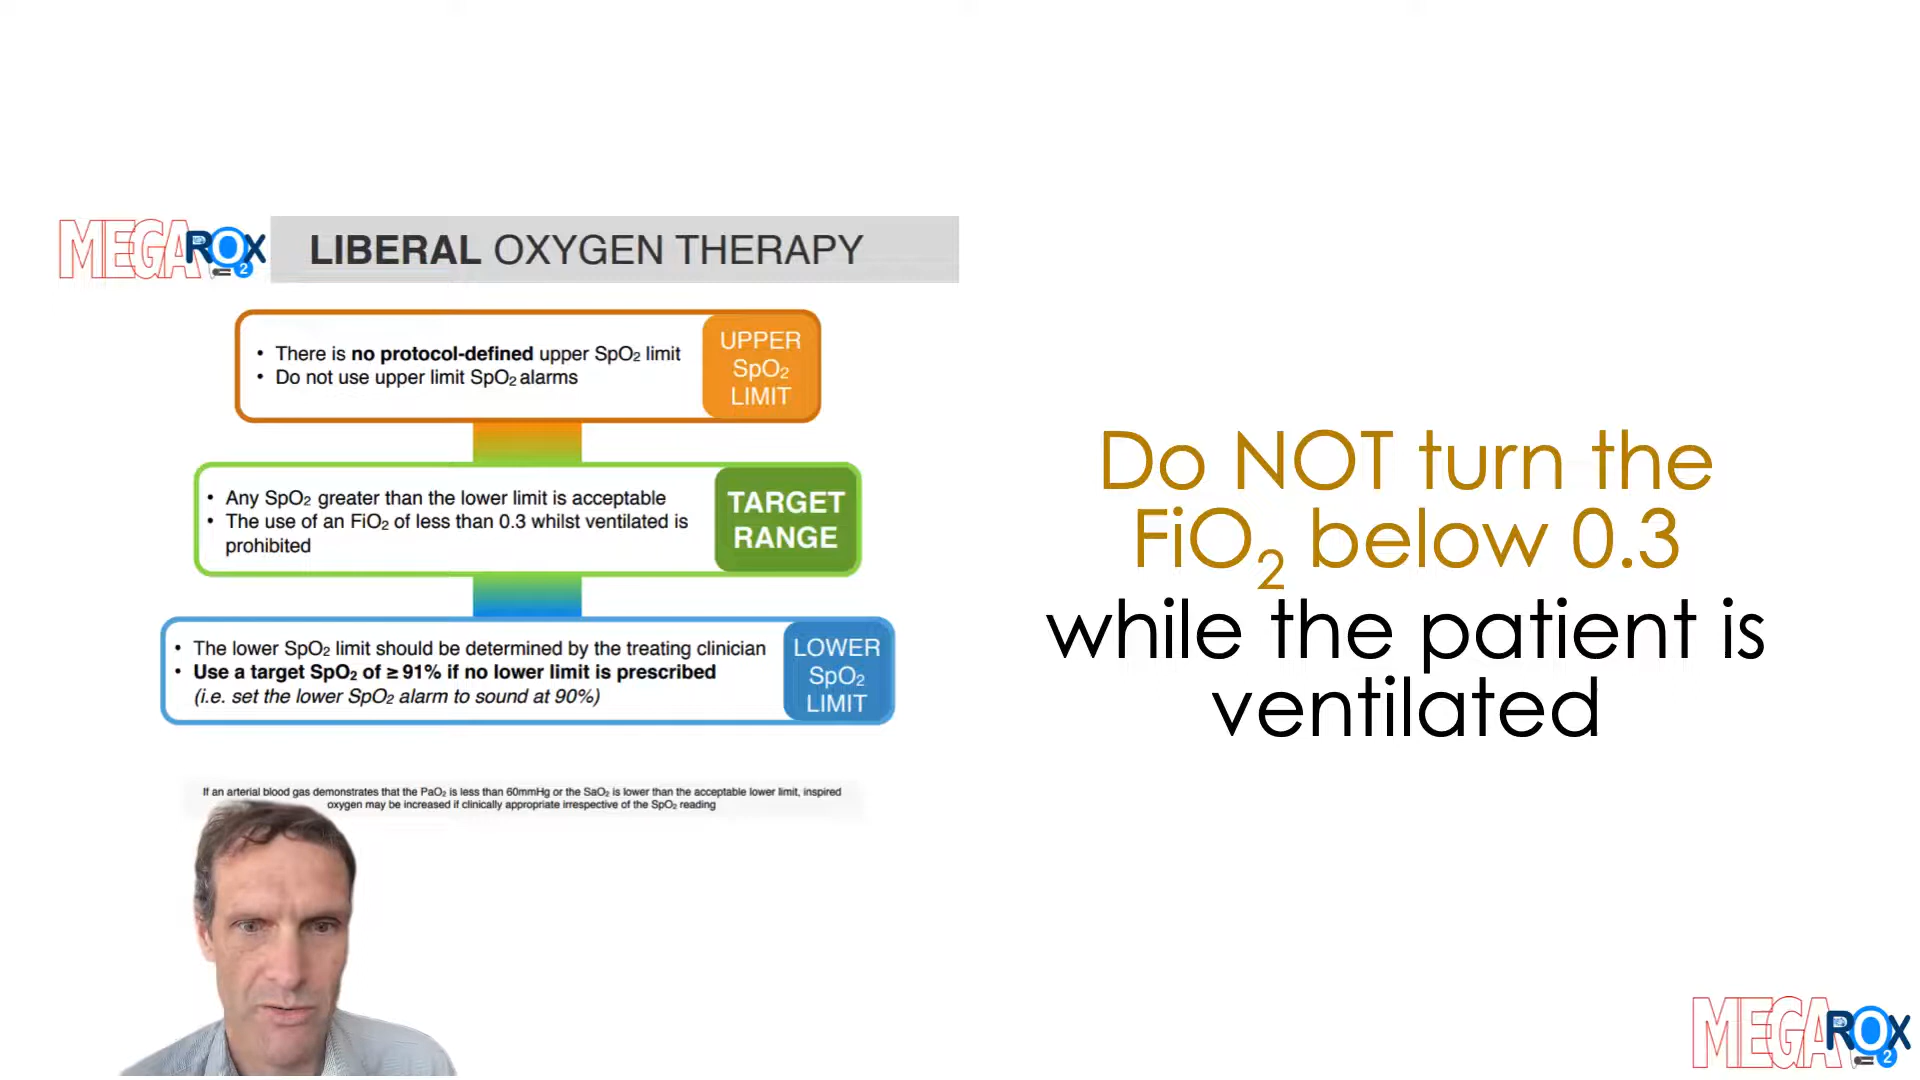 MEGAROX
2
LIBERAL OXYGEN THERAPY
• There is no protocol-defined upper SpO₂ limit
• Do not use upper limit SpO₂ alarms
UPPER
SpO₂
LIMIT
• Any SpO₂ greater than the lower limit is acceptable
• The use of an FiO₂ of less than 0.3 whilst ventilated is
prohibited
TARGET
RANGE
• The lower SpO₂ limit should be determined by the treating clinician
• Use a target SpO₂ of ≥ 91% if no lower limit is prescribed
(i.e. set the lower SpO₂ alarm to sound at 90%)
LOWER
SpO₂
LIMIT
If an arterial blood gas demonstrates that the PaO₂ is less than 60mmHg or the SaO₂ is lower than the acceptable lower limit, inspired
oxygen may be increased if clinically appropriate irrespective of the SpO₂ reading
Do NOT turn the
FiO₂ below 0.3
while the patient is
ventilated
MEGAROX
2